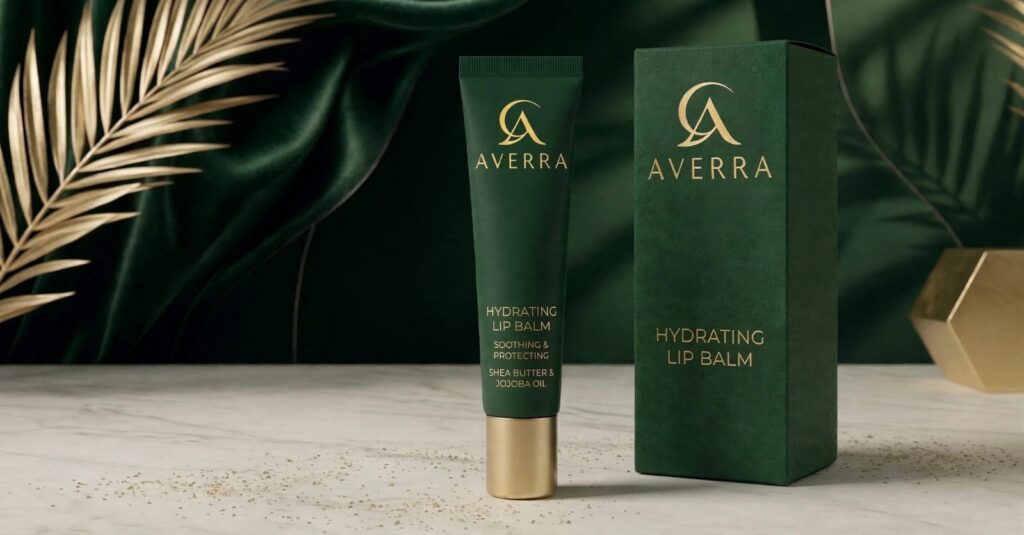 AVERRA
HYDRATING
LIP BALM
SOOTHING &
PROTECTING
SHEA BUTTER &
JOJOBA OIL
AVERRA
HYDRATING
LIP BALM